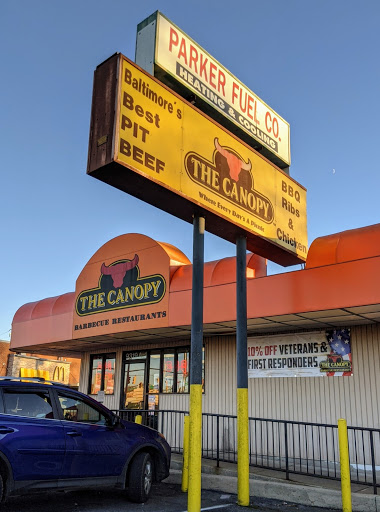 PARKER FUEL CO.
HEATING & COOLING
Baltimore's
Best
PIT
BEEF
THE CANOPY
Where Every Day's A Picnic
BBQ
Ribs
&
Chicken
THE CANOPY
BARBECUE RESTAURANTS
10% OFF VETERANS &
FIRST RESPONDERS